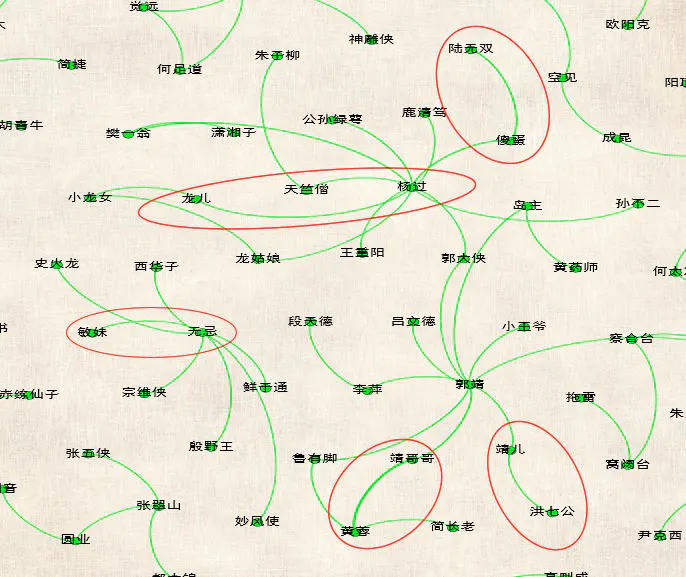 觉远
神雕侠
陆无双
欧阳克
朱子柳
简捷
何足道
空见
胡青牛
樊一翁
潇湘子
公孙绿萼
鹿清笃
傻蛋
成昆
小龙女
龙儿
天竺僧
杨过
岛主
孙不二
史火龙
西华子
龙姑娘
王重阳
郭大侠
黄药师
敏妹
无忌
段天德
吕文德
小王爷
察合台
书
赤练仙子
宗维侠
鲜于通
李萍
郭靖
拖雷
朱
张五侠
殷野王
鲁有脚
靖哥哥
靖儿
窝阔台
张翠山
妙风使
黄蓉
简长老
洪七公
圆业
尹克西